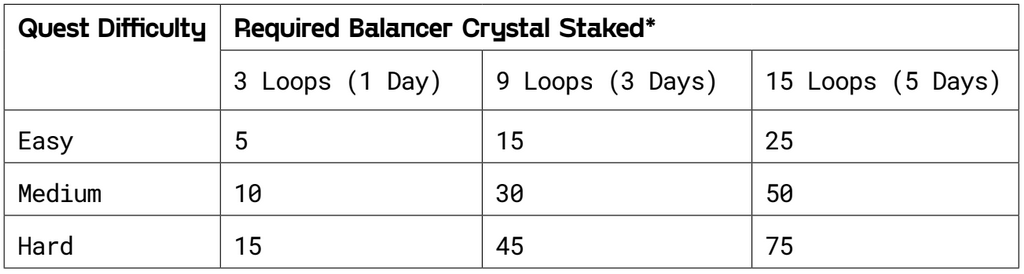 Quest Difficulty Required Balancer Crystal Staked*
3 Loops (1 Day) 9 Loops (3 Days) 15 Loops (5 Days)
Easy 5 15 25
Medium 10 30 50
Hard 15 45 75